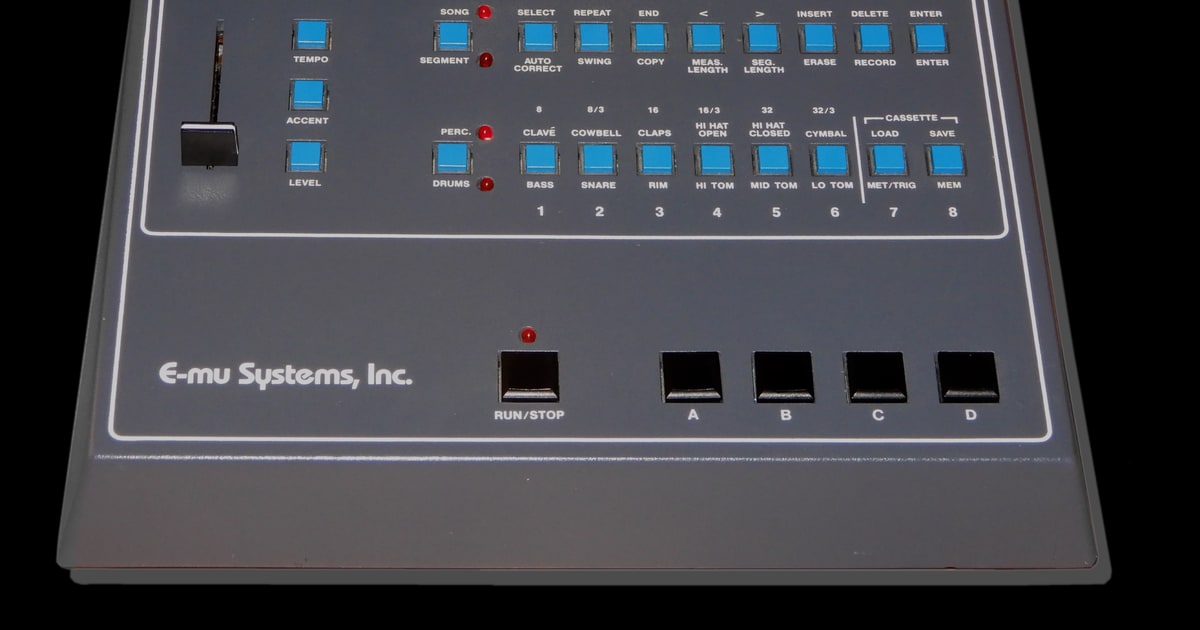 SONG SELECT REPEAT END < > INSERT DELETE ENTER
TEMPO SEGMENT AUTO CORRECT SWING COPY MEAS. LENGTH SEG. LENGTH ERASE RECORD ENTER
ACCENT
8 8/3 16 16/3 32 32/3 CASSETTE
PERC. CLAVÉ COWBELL CLAPS HI HAT OPEN HI HAT CLOSED CYMBAL LOAD SAVE
LEVEL DRUMS BASS SNARE RIM HI TOM MID TOM LO TOM MET/TRIG MEM
1 2 3 4 5 6 7 8
E-mu Systems, Inc.
RUN/STOP A B C D